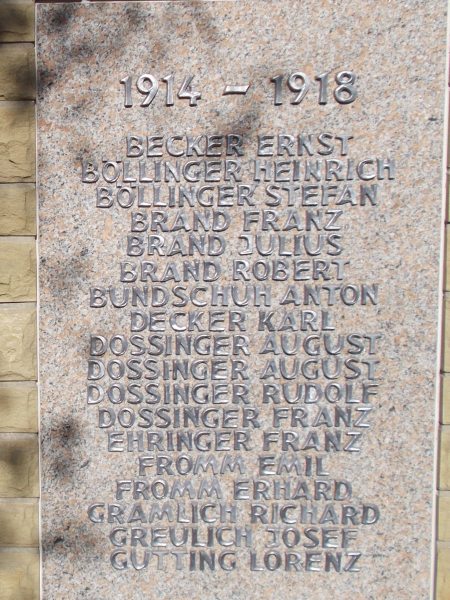 1914 - 1918
BECKER ERNST
BÖLLINGER HEINRICH
BÖLLINGER STEFAN
BRAND FRANZ
BRAND JULIUS
BRAND ROBERT
BUNDSCHUH ANTON
DECKER KARL
DOSSINGER AUGUST
DOSSINGER AUGUST
DOSSINGER RUDOLF
DOSSINGER FRANZ
EHRINGER FRANZ
FROMM EMIL
FROMM ERHARD
GRAMLICH RICHARD
GREULICH JOSEF
GUTTING LORENZ